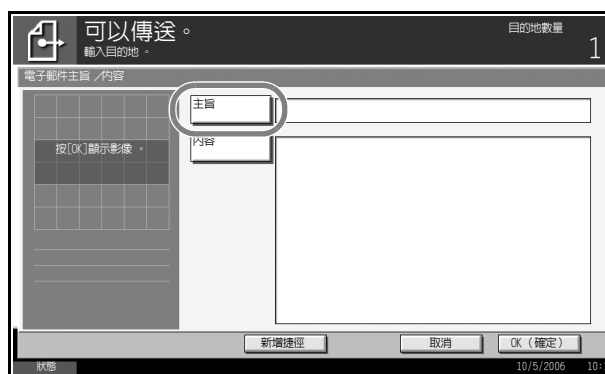 可以傳送。
輸入目的地。
目的地數量
1
電子郵件主旨 ／內容
主旨
按[OK]顯示影像 。
內容
新增捷徑
取消
OK (確定)
狀態
10/5/2006 10: